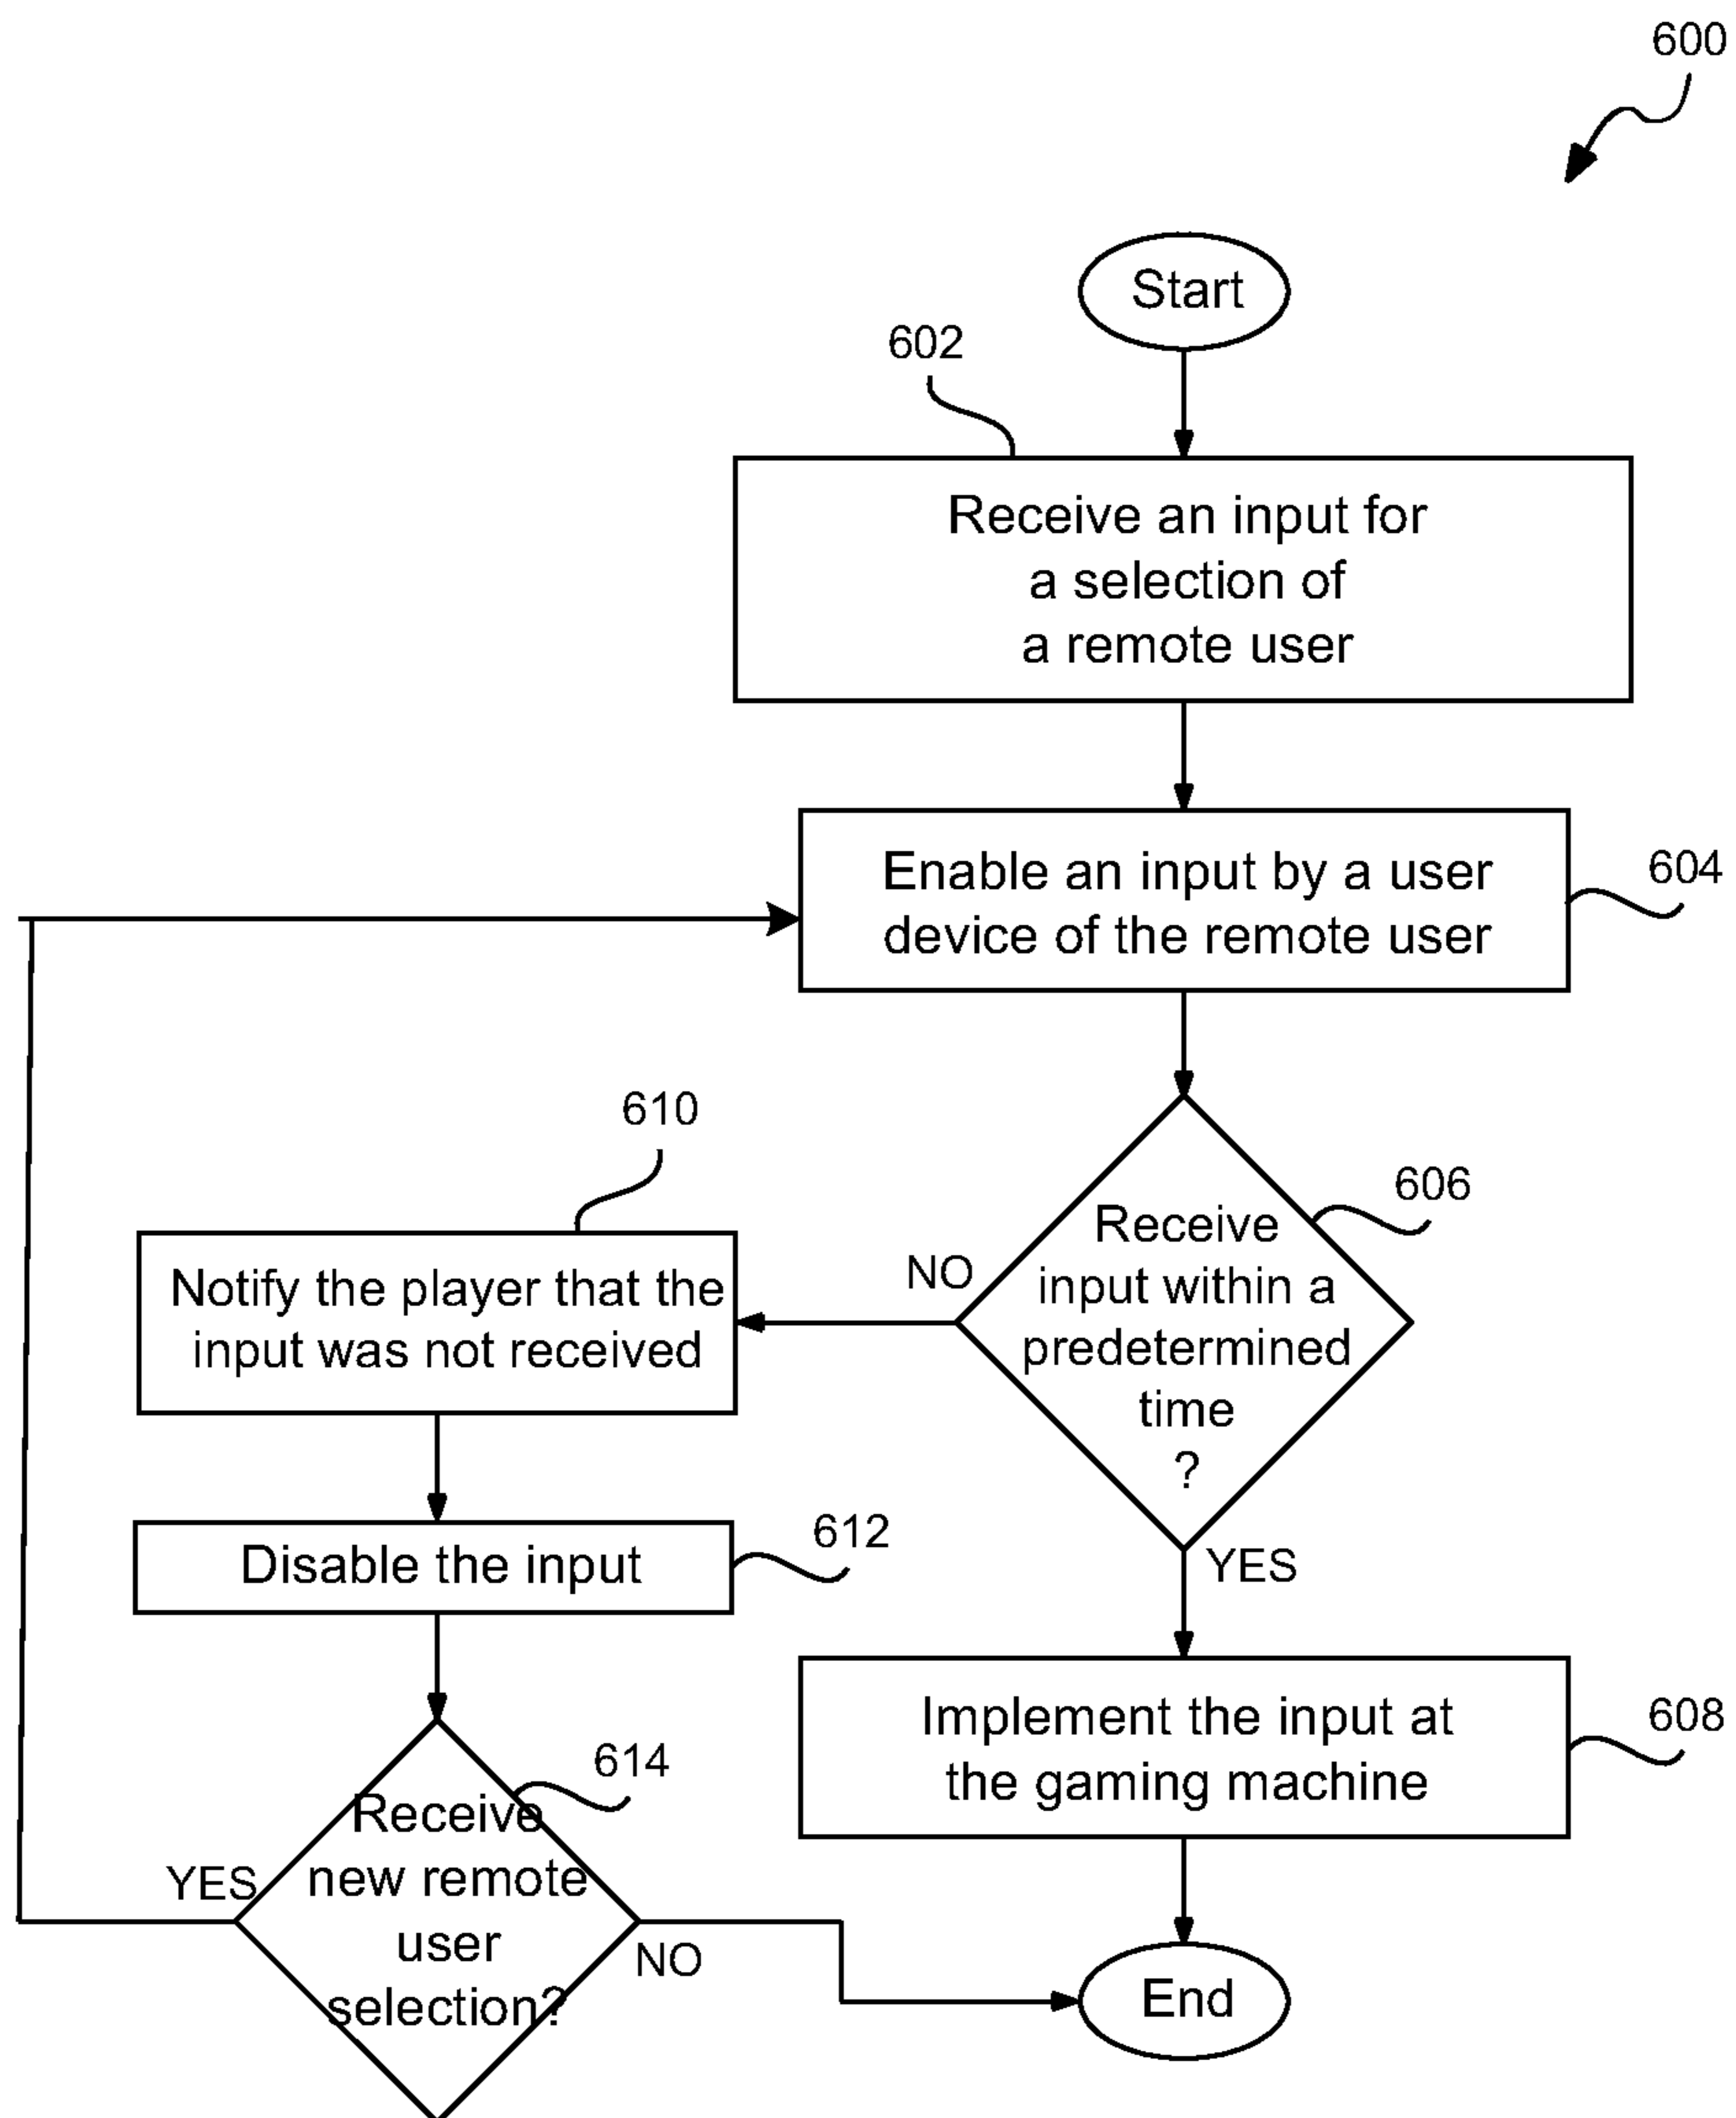 600
Start
602
Receive an input for
a selection of
a remote user
Enable an input by a user
device of the remote user
604
606
Receive
input within a
predetermined
time
?
NO
YES
610
Notify the player that the
input was not received
Disable the input
612
Implement the input at
the gaming machine
608
614
Receive
new remote
user
selection?
YES
NO
End